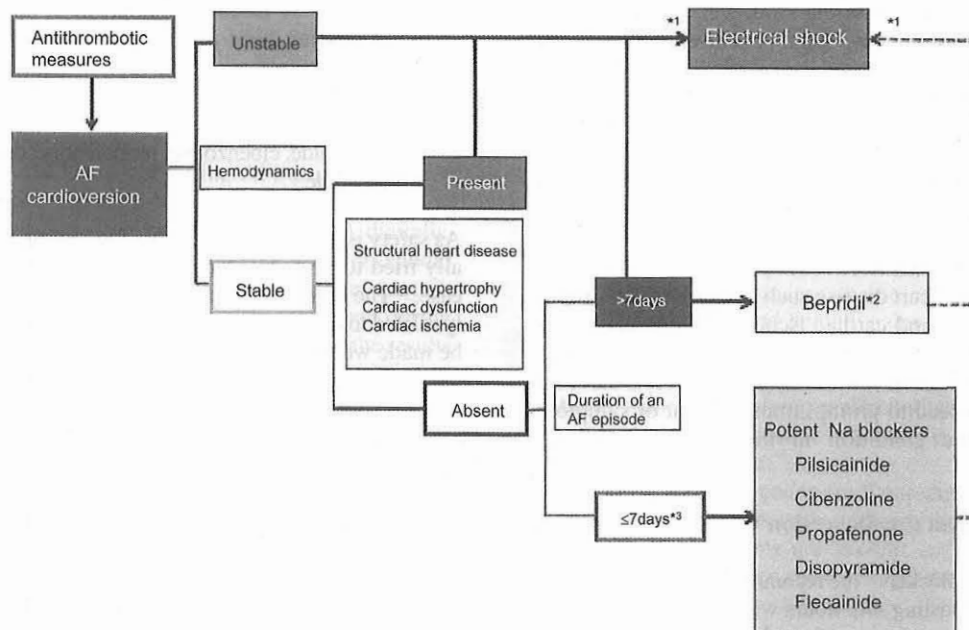 Antithrombotic
measures
AF
cardioversion
Unstable
Hemodynamics
Stable
*1
Electrical shock
*1
Present
Structural heart disease
Cardiac hypertrophy
Cardiac dysfunction
Cardiac ischemia
Absent
>7days
Bepridil*2
Duration of an
AF episode
≤7days*3
Potent Na blockers
Pilsicainide
Cibenzoline
Propafenone
Disopyramide
Flecainide